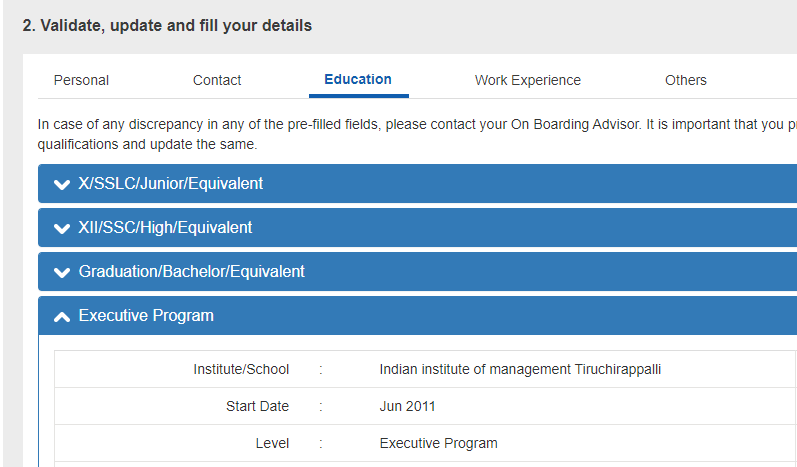 2. Validate, update and fill your details
Personal Contact Education Work Experience Others
In case of any discrepancy in any of the pre-filled fields, please contact your On Boarding Advisor. It is important that you
qualifications and update the same.
X/SSLC/Junior/Equivalent
XII/SSC/High/Equivalent
Graduation/Bachelor/Equivalent
Executive Program
Institute/School : Indian institute of management Tiruchirappalli
Start Date : Jun 2011
Level : Executive Program